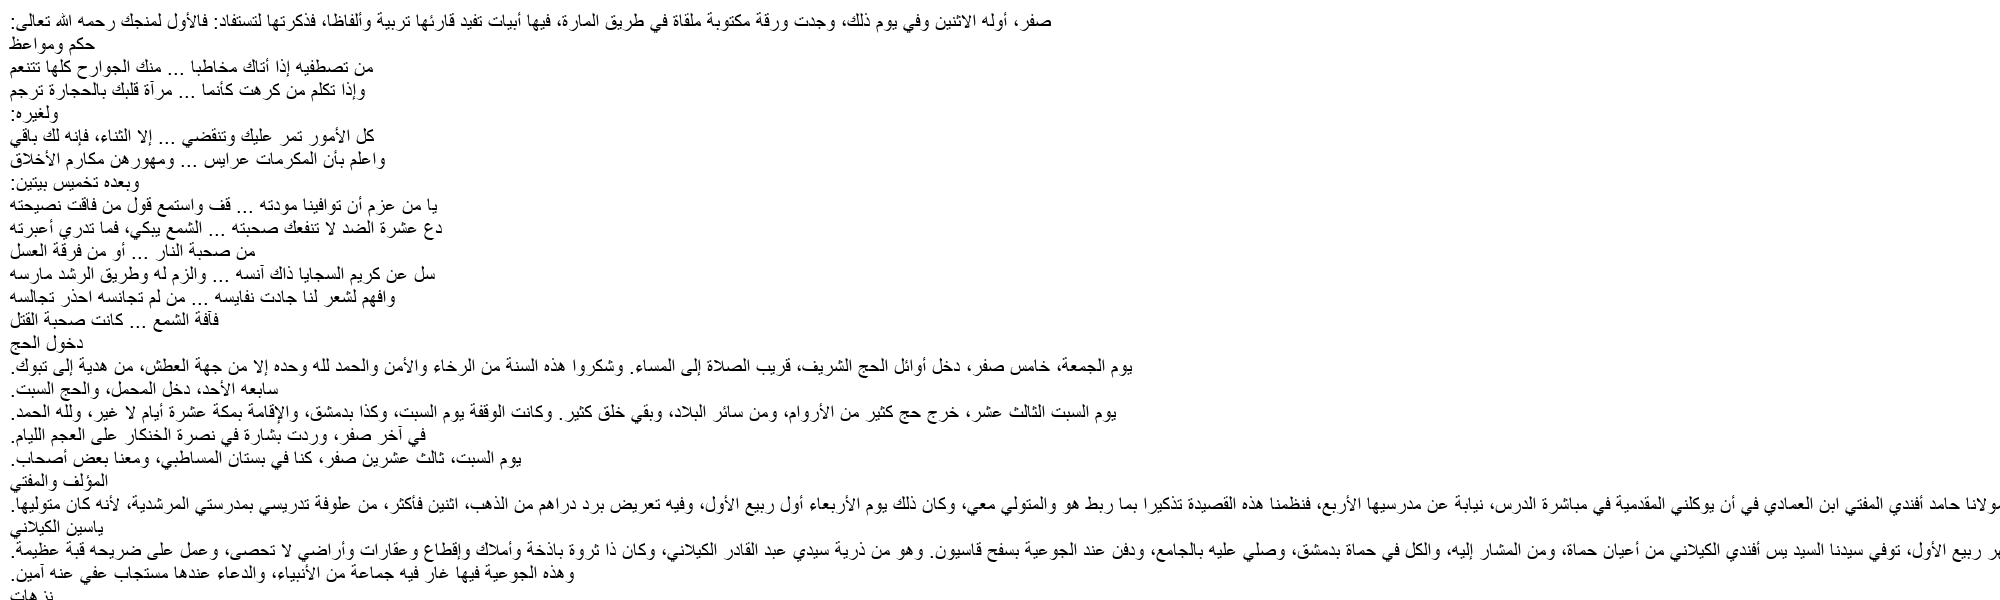 صفر، أوله الاثنين وفي يوم ذلك، وجدت ورقة مكتوبة ملقاة في طريق المارة، فيها أبيات تفيد قارئها تربية وألفاظا، فذكرتها لتستفاد: فالأول لمنجك رحمه الله تعالى:
حكم ومواعظ
من تصطفيه إذا أتاك مخاطبا ... منك الجوارح كلها تتنعم
وإذا تكلم من كرهت كأنما ... مرآة قلبك بالحجارة ترجم
ولغيره:
كل الأمور تمر عليك وتنقضي ... إلا الثناء، فإنه لك باقي
واعلم بأن المكرمات عرايس ... ومهورهن مكارم الأخلاق
وبعده تخميس بيتين:
يا من عزم أن توافينا مودته ... قف واستمع قول من فاقت نصيحته
دع عشرة الضد لا تنفعك صحبته ... الشمع يبكي، فما تدري أعبرته
من صحبة النار ... أو من فرقة العسل
سل عن كريم السجايا ذاك آنسه ... والزم له وطريق الرشد مارسه
وافهم لشعر لنا جادت نفايسه ... من لم تجانسه احذر تجالسه
فآفة الشمع ... كانت صحبة القتل
دخول الحج
يوم الجمعة، خامس صفر، دخل أوائل الحج الشريف، قريب الصلاة إلى المساء. وشكروا هذه السنة من الرخاء والأمن والحمد لله وحده إلا من جهة العطش، من هدية إلى تبوك.
سابعه الأحد، دخل المحمل، والحج السبت.
يوم السبت الثالث عشر، خرج حج كثير من الأروام، ومن سائر البلاد، وبقي خلق كثير. وكانت الوقفة يوم السبت، وكذا بدمشق، والإقامة بمكة عشرة أيام لا غير، ولله الحمد.
في آخر صفر، وردت بشارة في نصرة الخنكار على العجم الليام.
يوم السبت، ثالث عشرين صفر، كنا في بستان المساطبي، ومعنا بعض أصحاب.
المؤلف والمفتي
مولانا حامد أفندي المفتي ابن العمادي في أن يوكلني المقدمية في مباشرة الدرس، نيابة عن مدرسيها الأربع، فنظمنا هذه القصيدة تذكيرا بما ربط هو والمتولي معي، وكان ذلك يوم الأربعاء أول ربيع الأول، وفيه تعريض برد دراهم من الذهب، اثنين فأكثر، من علوفة تدريسي بمدرستي المرشدية، لأنه كان متوليها.
ياسين الكيلاني
ربيع الأول، توفي سيدنا السيد يس أفندي الكيلاني من أعيان حماة، ومن المشار إليه، والكل في حماة بدمشق، وصلي عليه بالجامع، ودفن عند الجوعية بسفح قاسيون. وهو من ذرية سيدي عبد القادر الكيلاني، وكان ذا ثروة باذخة وأملاك وإقطاع وعقارات وأراضي لا تحصى، وعمل على ضريحه قبة عظيمة.
وهذه الجوعية فيها غار فيه جماعة من الأنبياء، والدعاء عندها مستجاب عفي عنه آمين.
نزهات